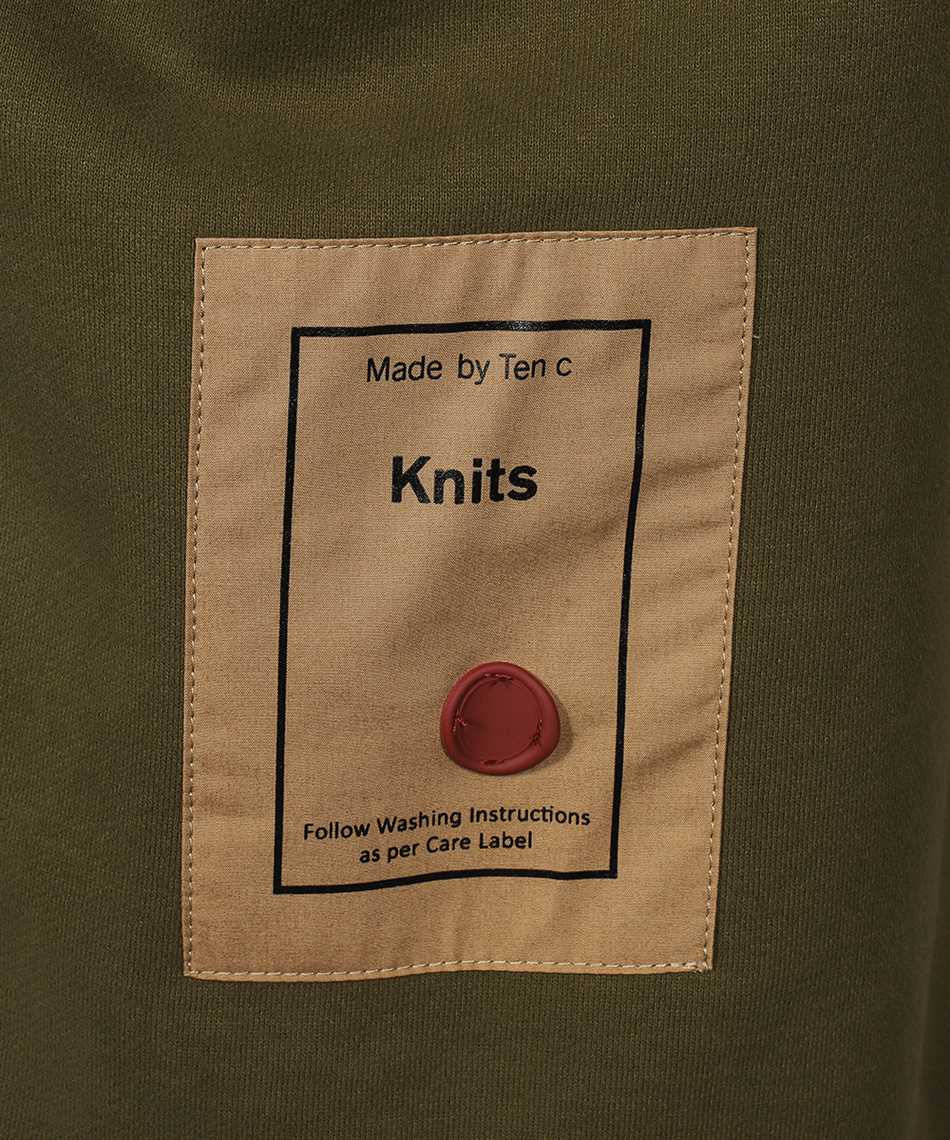 Made by Ten c
Knits
Follow Washing Instructions
as per Care Label